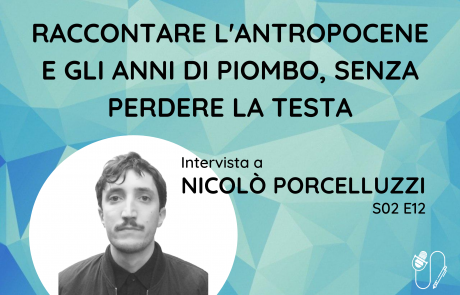 RACCONTARE L'ANTROPOCENE
E GLI ANNI DI PIOMBO, SENZA
PERDERE LA TESTA
Intervista a
NICOLÒ PORCELLUZZI
S02 E12